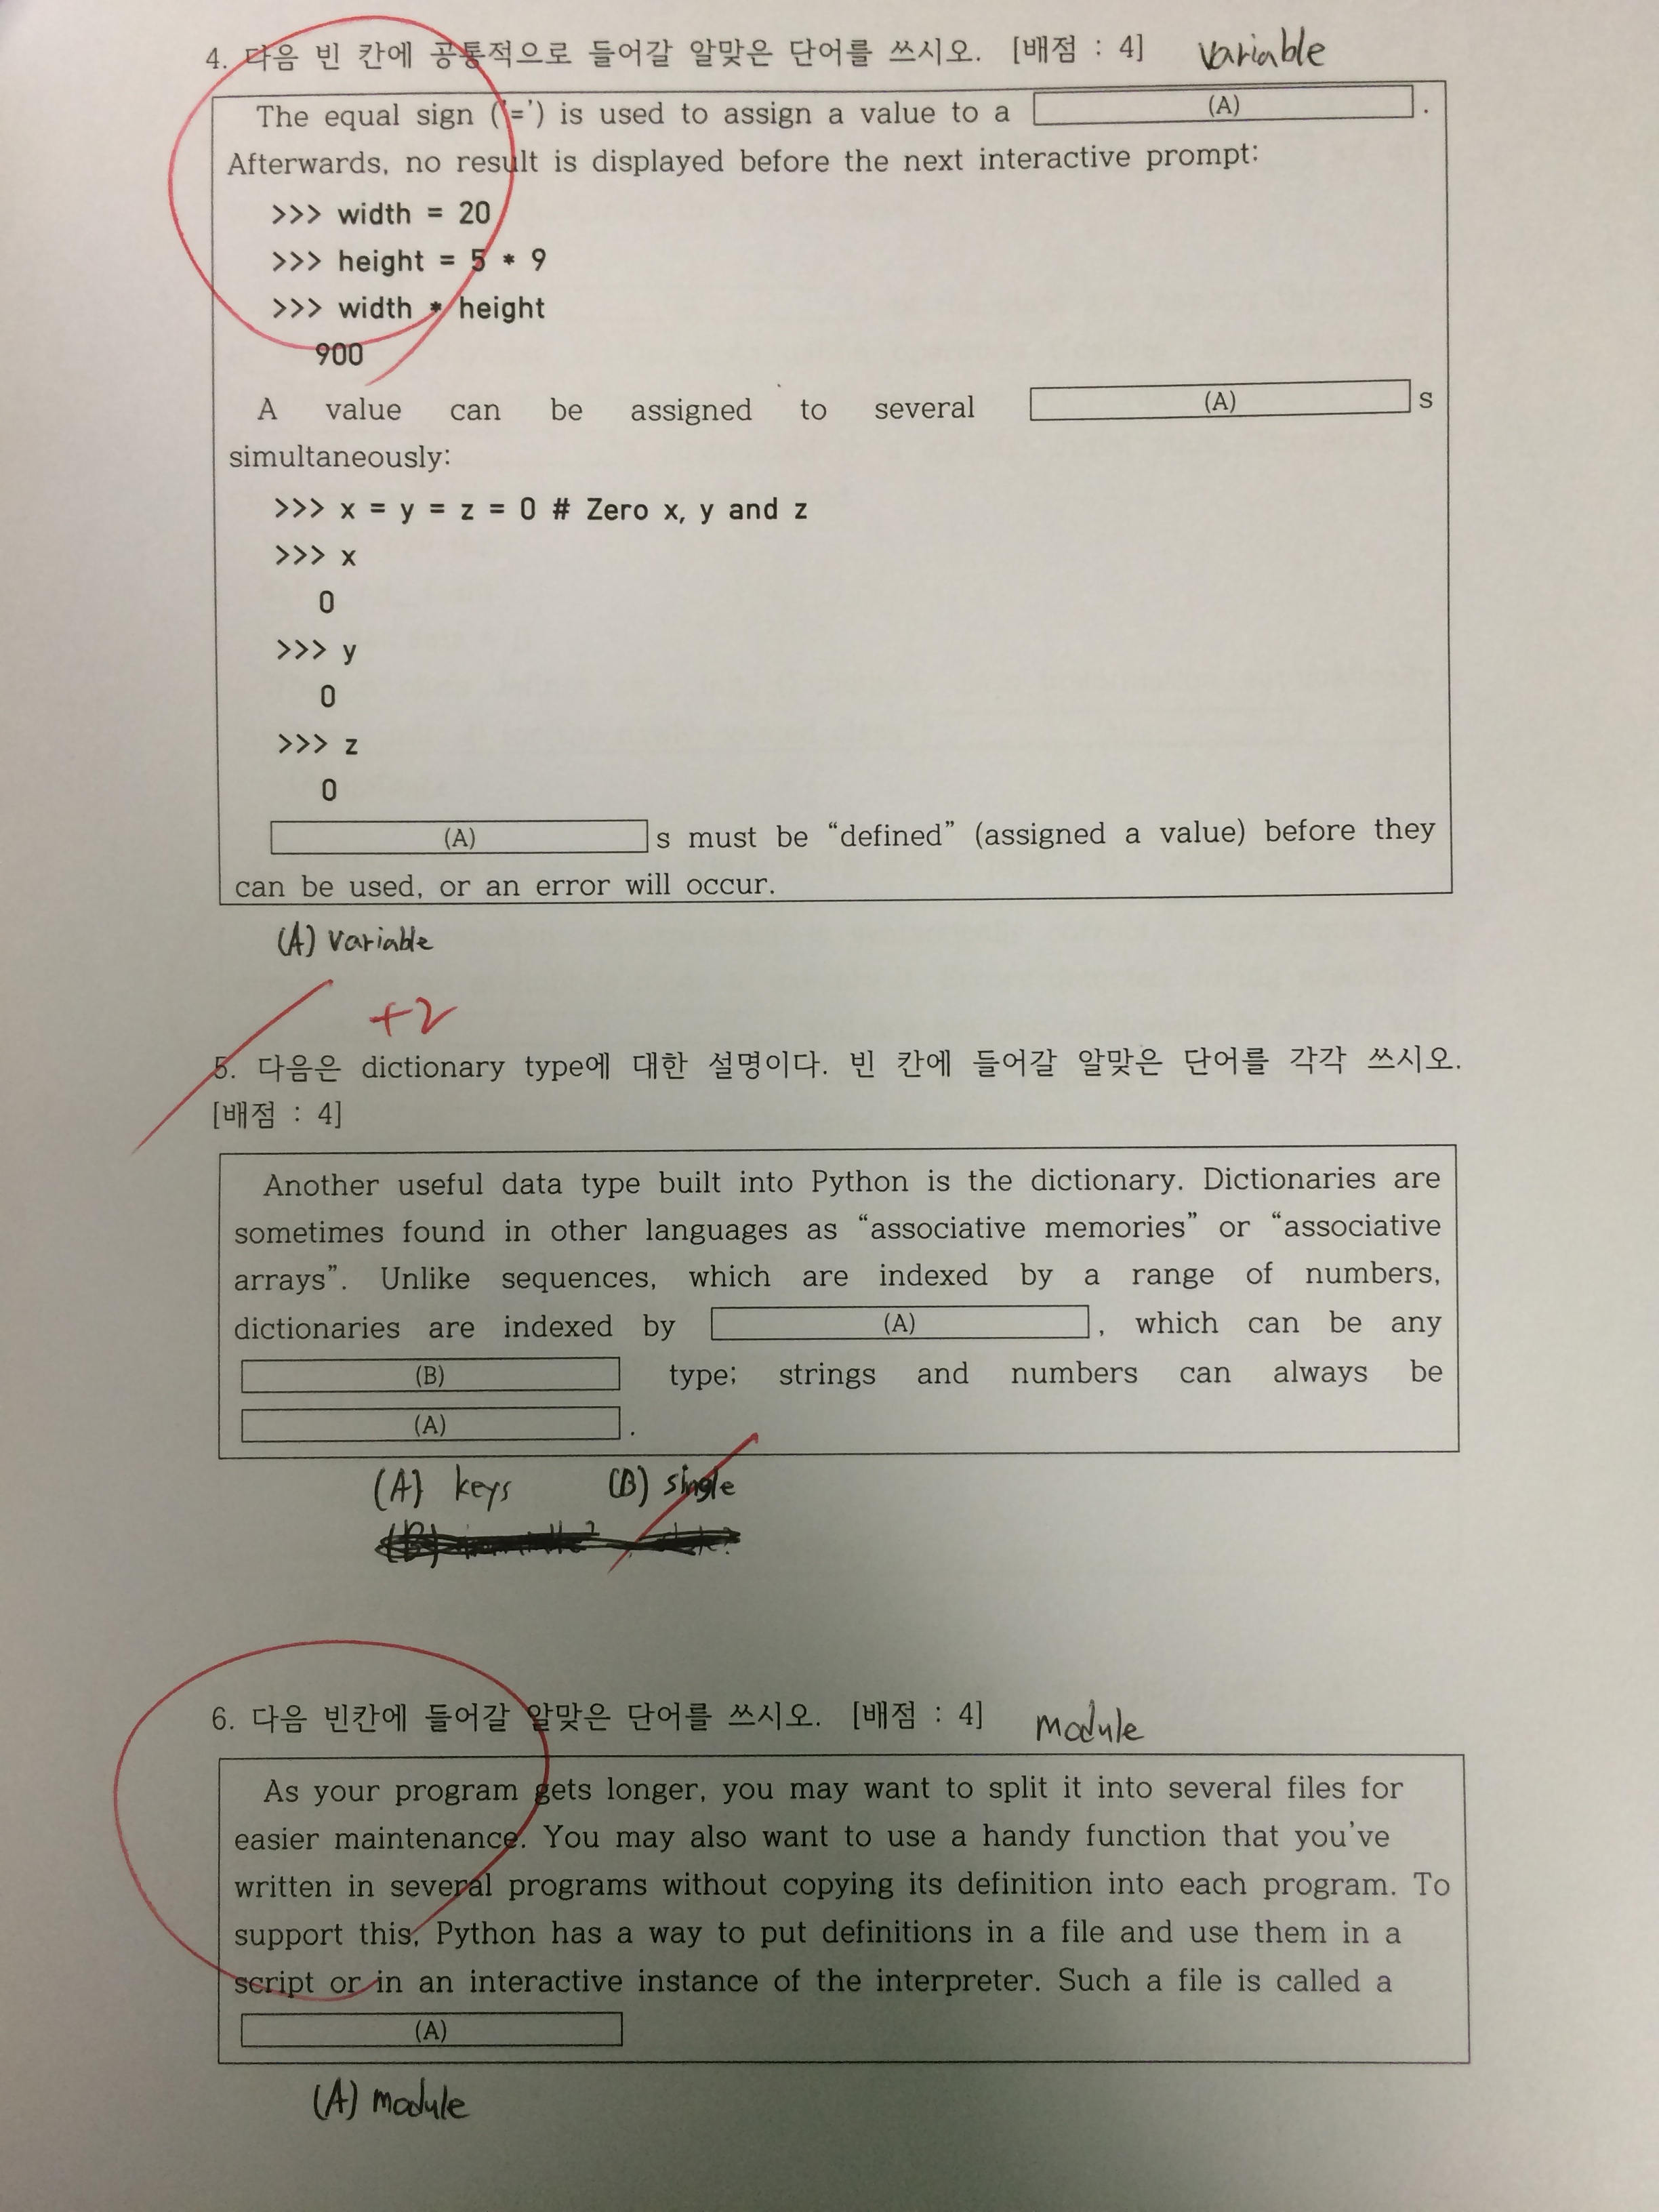 4. 다음 빈 칸에 공통적으로 들어갈 알맞은 단어를 쓰시오. [배점 : 4] variable
The equal sign ('=') is used to assign a value to a (A) .
Afterwards, no result is displayed before the next interactive prompt:
>>> width = 20
>>> height = 5 * 9
>>> width * height
900
A value can be assigned to several (A) s
simultaneously:
>>> x = y = z = 0 # Zero x, y and z
>>> x
0
>>> y
0
>>> z
0
(A) s must be “defined” (assigned a value) before they
can be used, or an error will occur.
(A) variable
+2
5. 다음은 dictionary type에 대한 설명이다. 빈 칸에 들어갈 알맞은 단어를 각각 쓰시오.
[배점 : 4]
Another useful data type built into Python is the dictionary. Dictionaries are
sometimes found in other languages as “associative memories” or “associative
arrays”. Unlike sequences, which are indexed by a range of numbers,
dictionaries are indexed by (A) , which can be any
(B) type; strings and numbers can always be
(A) .
(A) keys (B) single
(B)
6. 다음 빈칸에 들어갈 알맞은 단어를 쓰시오. [배점 : 4] module
As your program gets longer, you may want to split it into several files for
easier maintenance. You may also want to use a handy function that you've
written in several programs without copying its definition into each program. To
support this, Python has a way to put definitions in a file and use them in a
script or in an interactive instance of the interpreter. Such a file is called a
(A)
(A) module